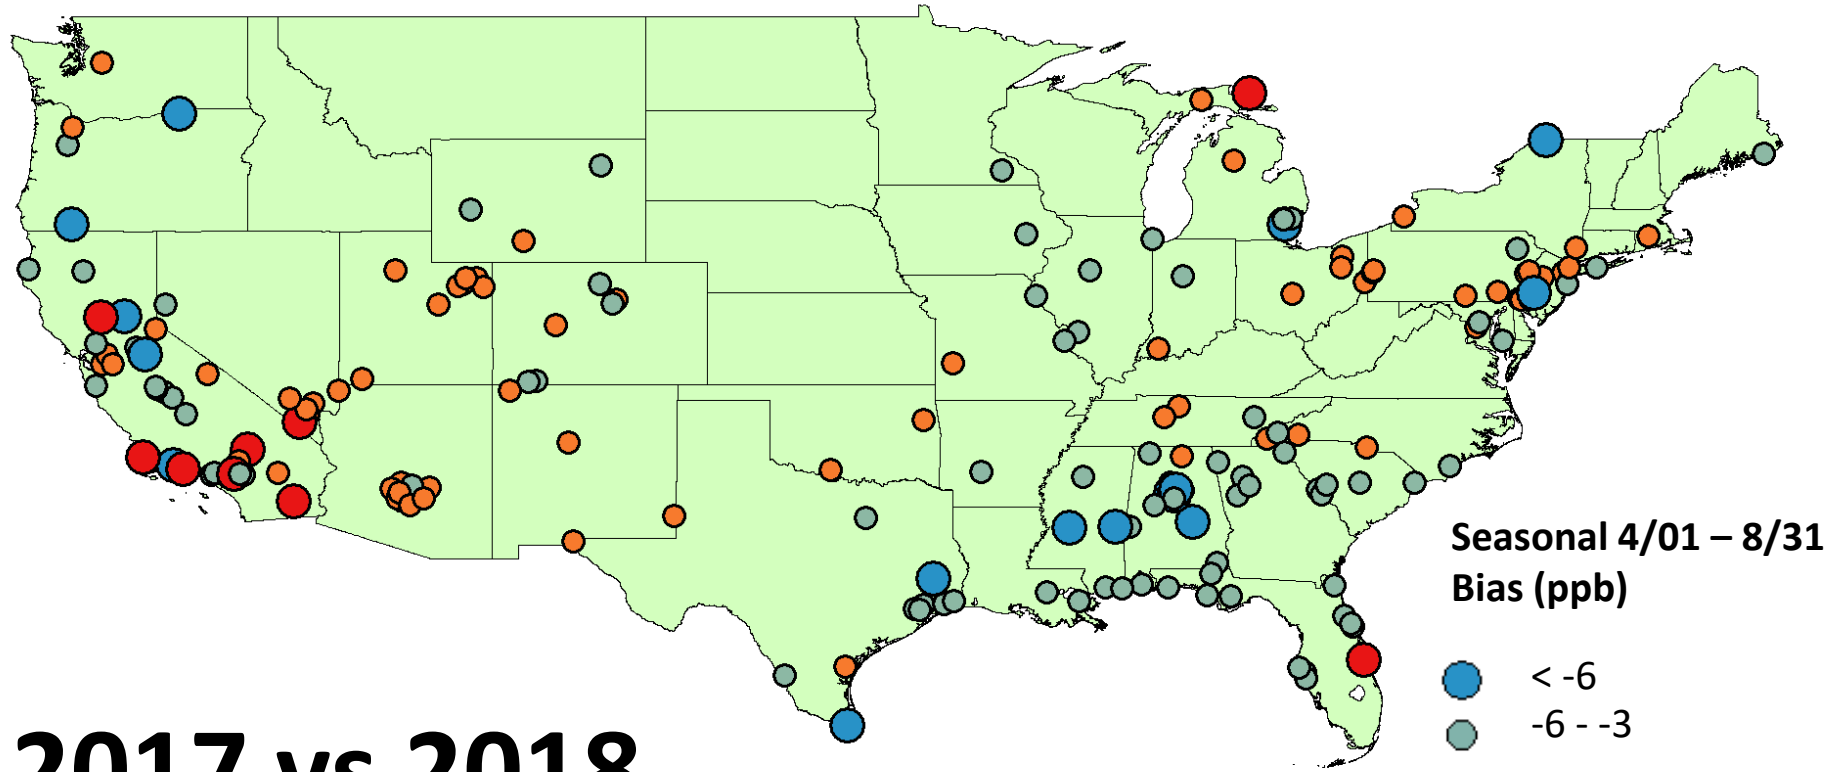 Seasonal 4/01 – 8/31
Bias (ppb)
< -6
-6 - -3
2017 vs 2018